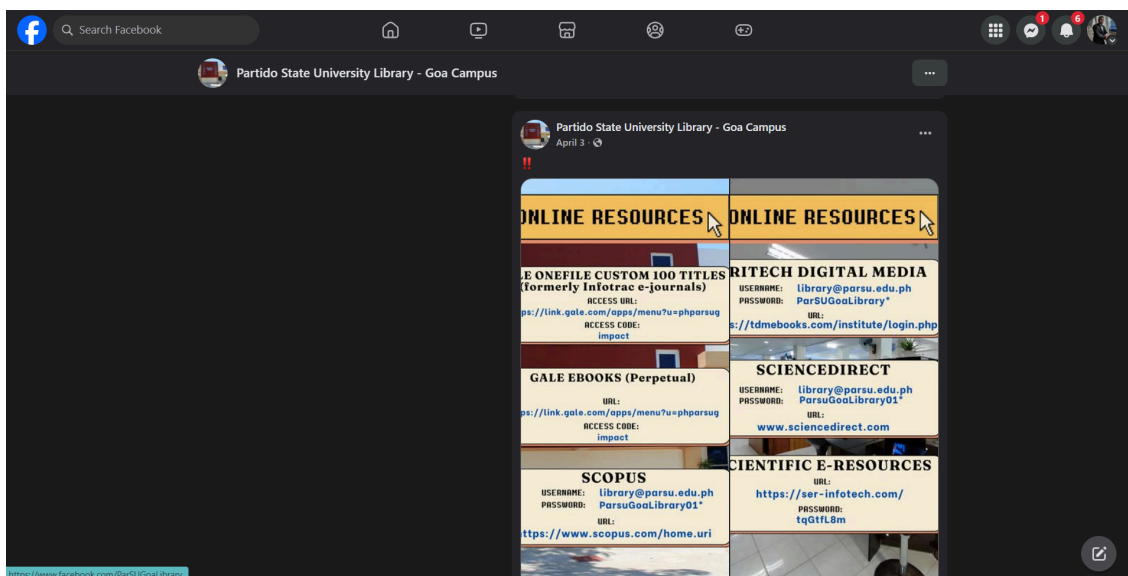 Search Facebook
1
6
Partido State University Library - Goa Campus
...
Partido State University Library - Goa Campus
April 3 ·
...
‼
ONLINE RESOURCES
LE ONEFILE CUSTOM 100 TITLES
(formerly Infotrac e-journals)
ACCESS URL:
ps://link.gale.com/apps/menu?u=phparsug
ACCESS CODE:
impact
GALE EBOOKS (Perpetual)
URL:
ps://link.gale.com/apps/menu?u=phparsug
ACCESS CODE:
impact
SCOPUS
USERNAME: library@parsu.edu.ph
PASSWORD: ParsuGoaLibrary01*
URL:
ttps://www.scopus.com/home.uri
ONLINE RESOURCES
RITECH DIGITAL MEDIA
USERNAME: library@parsu.edu.ph
PASSWORD: ParSUGoaLibrary*
URL:
s://tdmebooks.com/institute/login.php
SCIENCEDIRECT
USERNAME: library@parsu.edu.ph
PASSWORD: ParsuGoaLibrary01*
URL:
www.sciencedirect.com
CIENTIFIC E-RESOURCES
URL:
https://ser-infotech.com/
PASSWORD:
tqGtfL8m
https://www.facebook.com/ParSUGoaLibrary